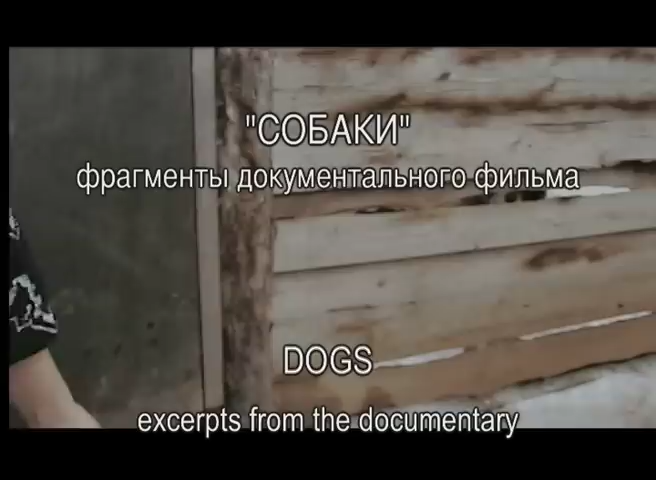 "СОБАКИ"
фрагменты документального фильма
DOGS
excerpts from the documentary